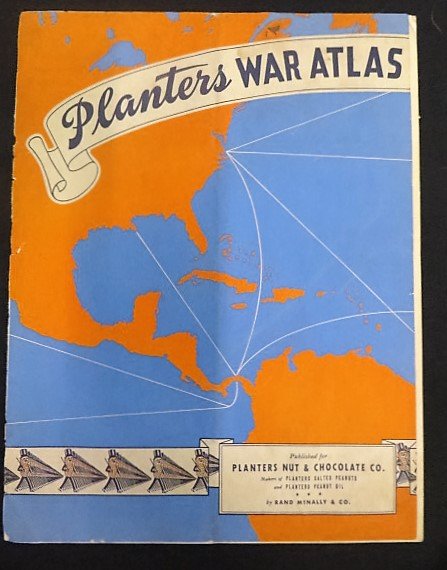 Planters WAR ATLAS
Published for
PLANTERS NUT & CHOCOLATE CO.
Makers of PLANTERS SALTED PEANUTS
and PLANTERS PEANUT OIL
by RAND MCNALLY & CO.